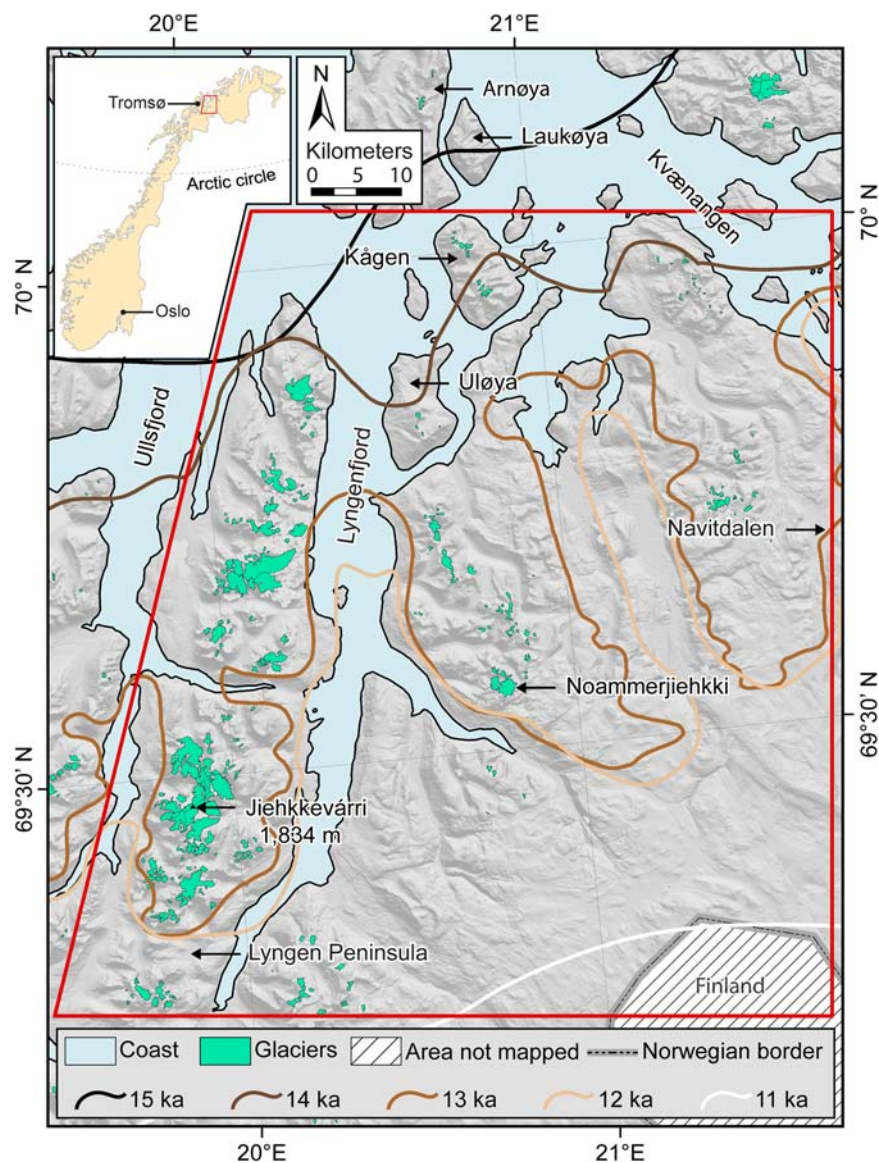 20°E
21°E
N
Kilometers
0
5
10
Tromsø
Arctic circle
Oslo
Arnøya
Laukøya
Kvænangen
Kågen
70° N
70° N
Uløya
Ullsfjord
Lyngenfjord
Navitdalen
Noammerjiehkki
69°30' N
69°30' N
Jiehkkevárri
1,834 m
Lyngen Peninsula
Finland
Coast
Glaciers
Area not mapped
Norwegian border
15 ka
14 ka
13 ka
12 ka
11 ka
20°E
21°E